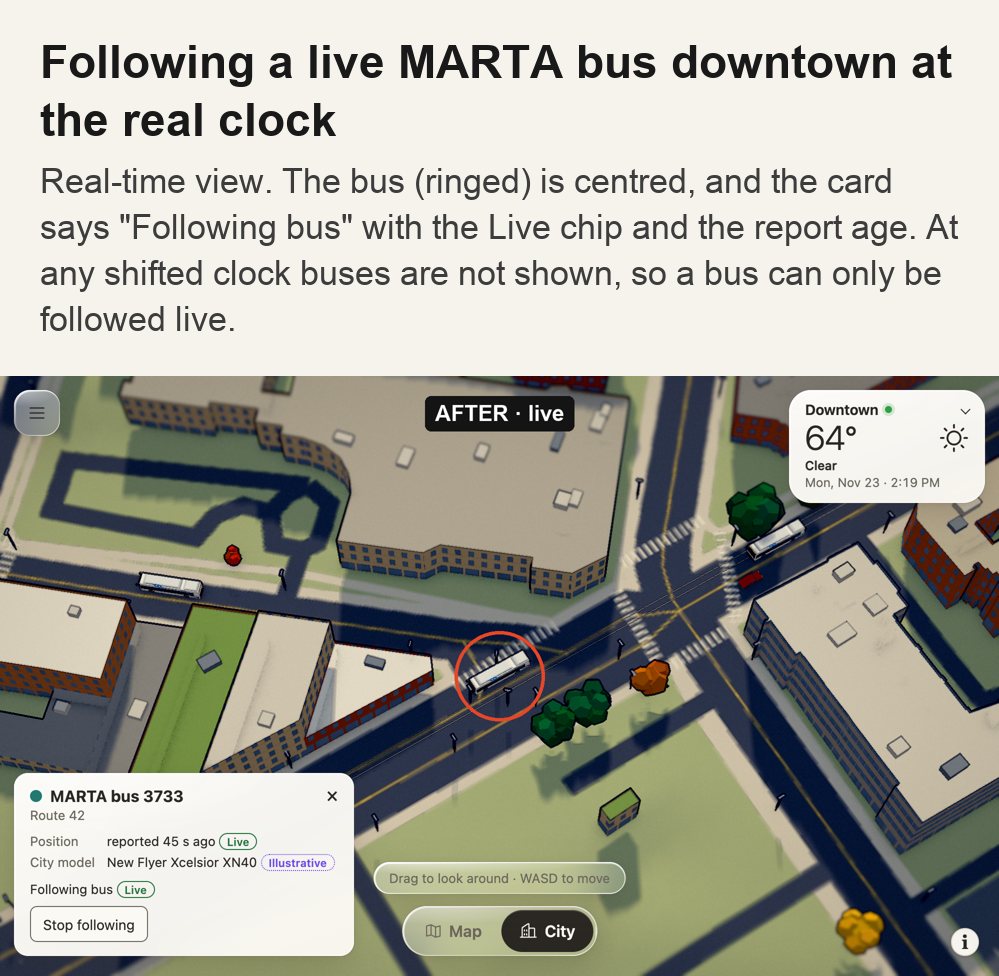 Following a live MARTA bus downtown at
the real clock
Real-time view. The bus (ringed) is centred, and the card
says "Following bus" with the Live chip and the report age. At
any shifted clock buses are not shown, so a bus can only be
followed live.
AFTER · live
Downtown
64°
Clear
Mon, Nov 23 · 2:19 PM
MARTA bus 3733
Route 42
Position reported 45 s ago Live
City model New Flyer Xcelsior XN40 Illustrative
Following bus Live
Stop following
Drag to look around · WASD to move
Map City